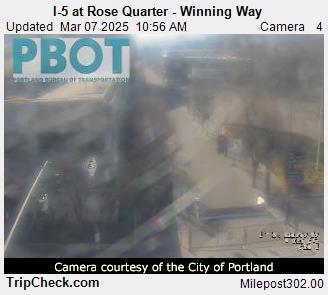 I-5 at Rose Quarter - Winning Way
Updated Mar 07 2025 10:56 AM Camera 4
PBOT
PORTLAND BUREAU OF TRANSPORTATION
Camera courtesy of the City of Portland
TripCheck.com Milepost302.00